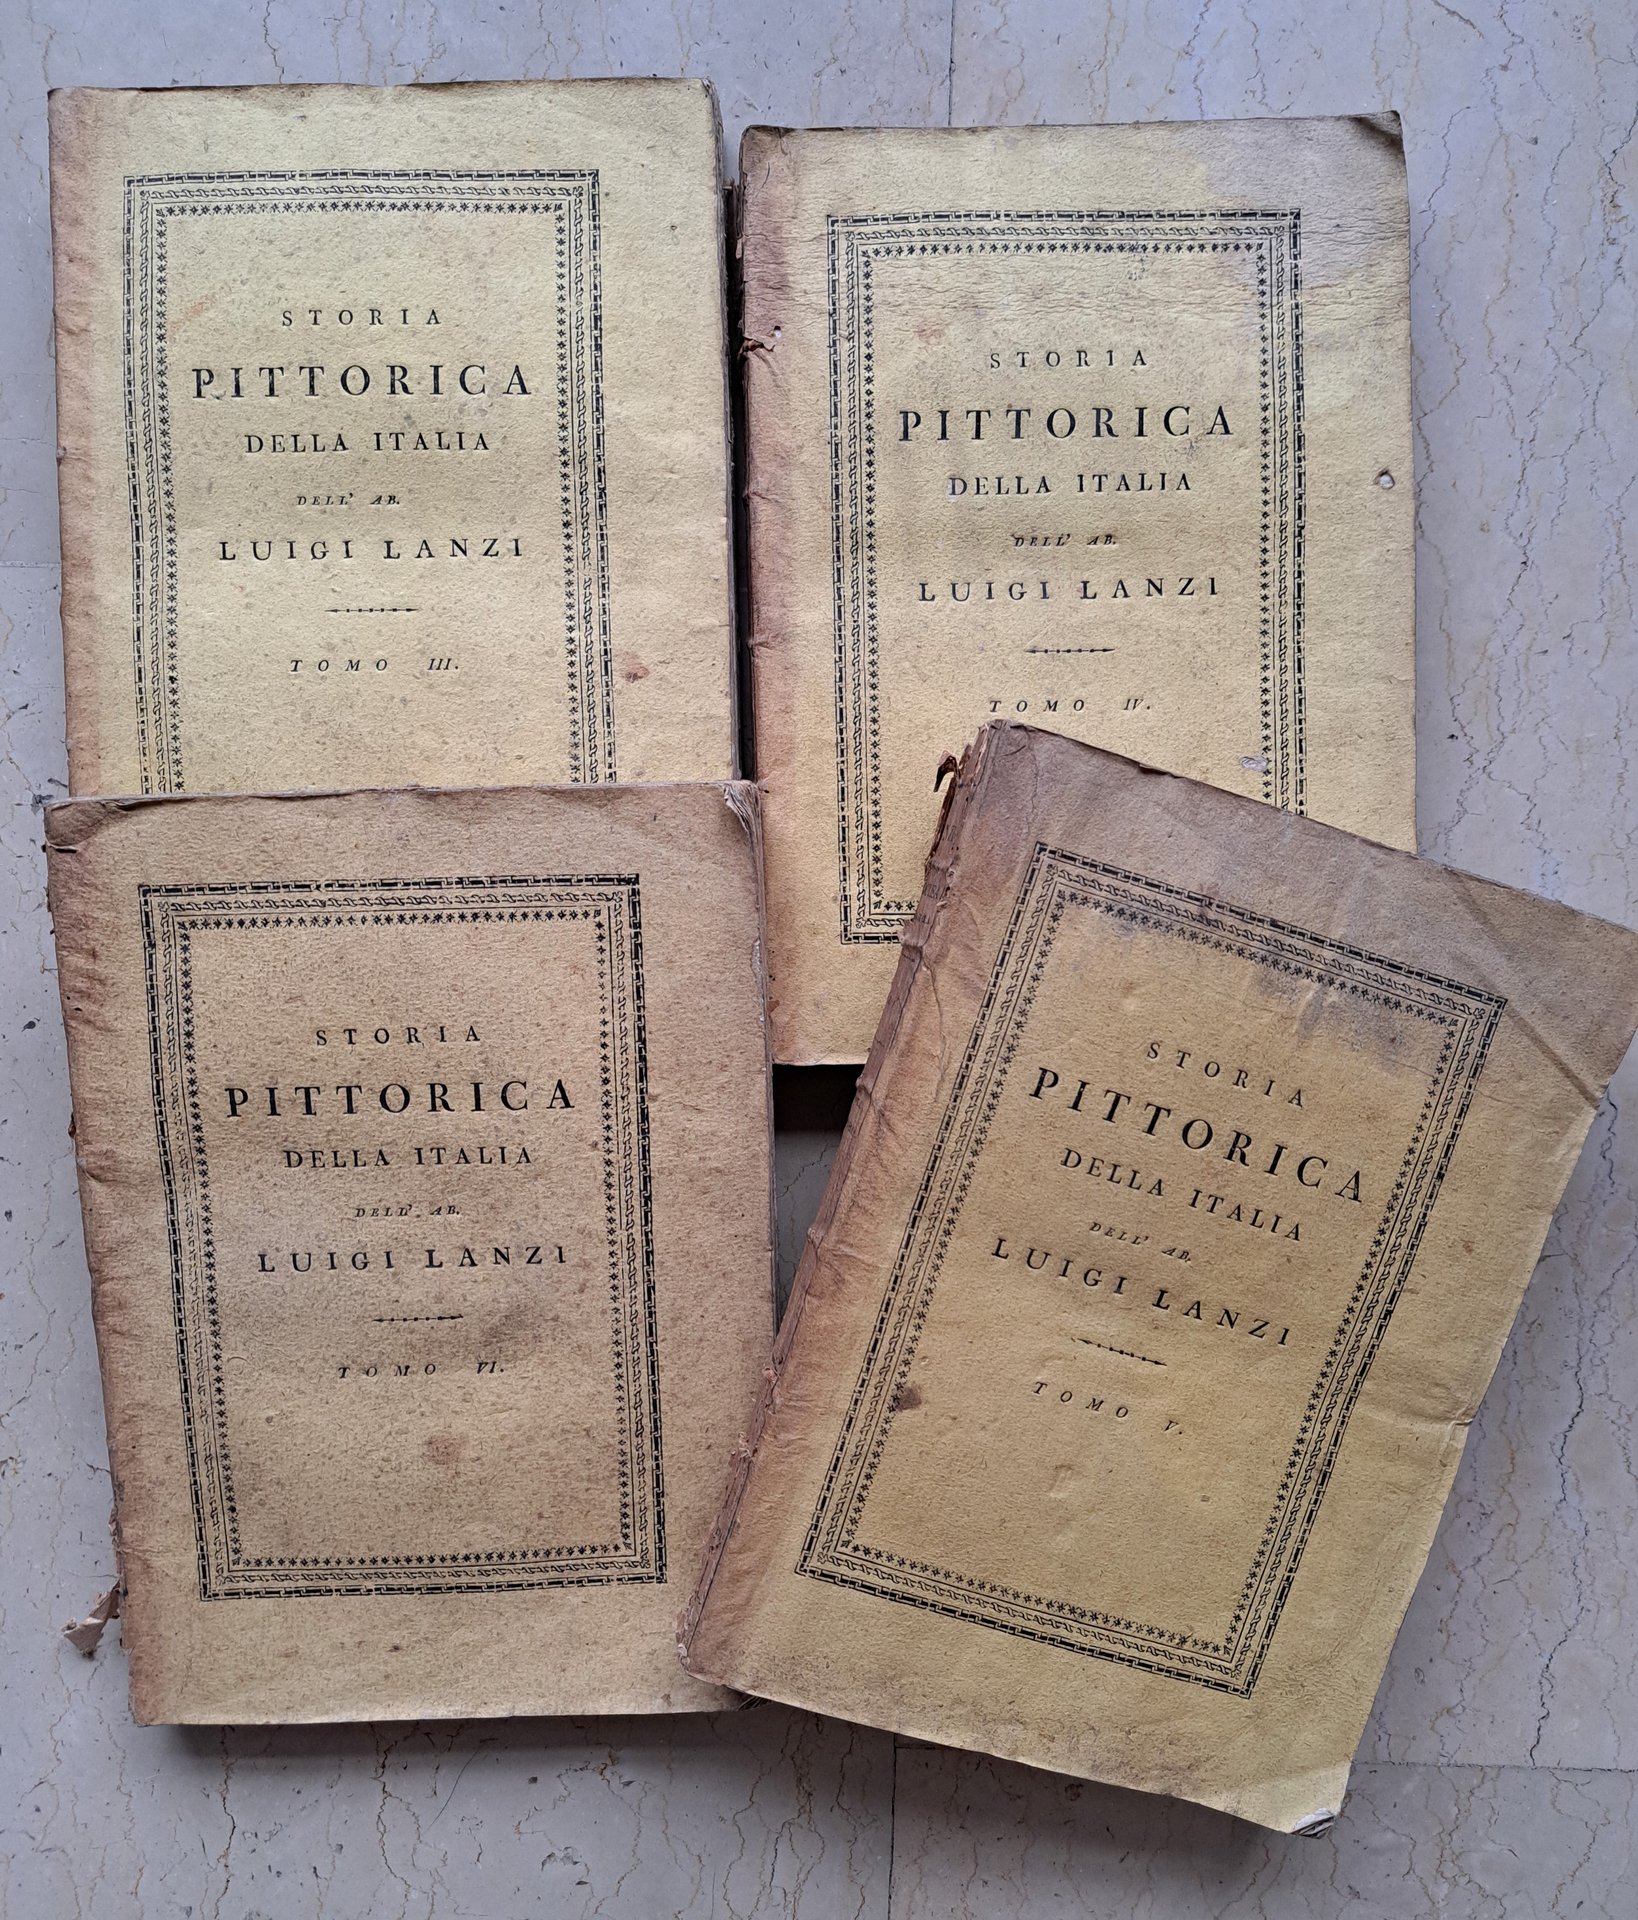 STORIA
PITTORICA
DELLA ITALIA
DELL' AB.
LUIGI LANZI
TOMO III.
STORIA
PITTORICA
DELLA ITALIA
DELL' AB.
LUIGI LANZI
TOMO IV.
STORIA
PITTORICA
DELLA ITALIA
DELL' AB.
LUIGI LANZI
TOMO VI.
STORIA
PITTORICA
DELLA ITALIA
DELL' AB.
LUIGI LANZI
TOMO V.